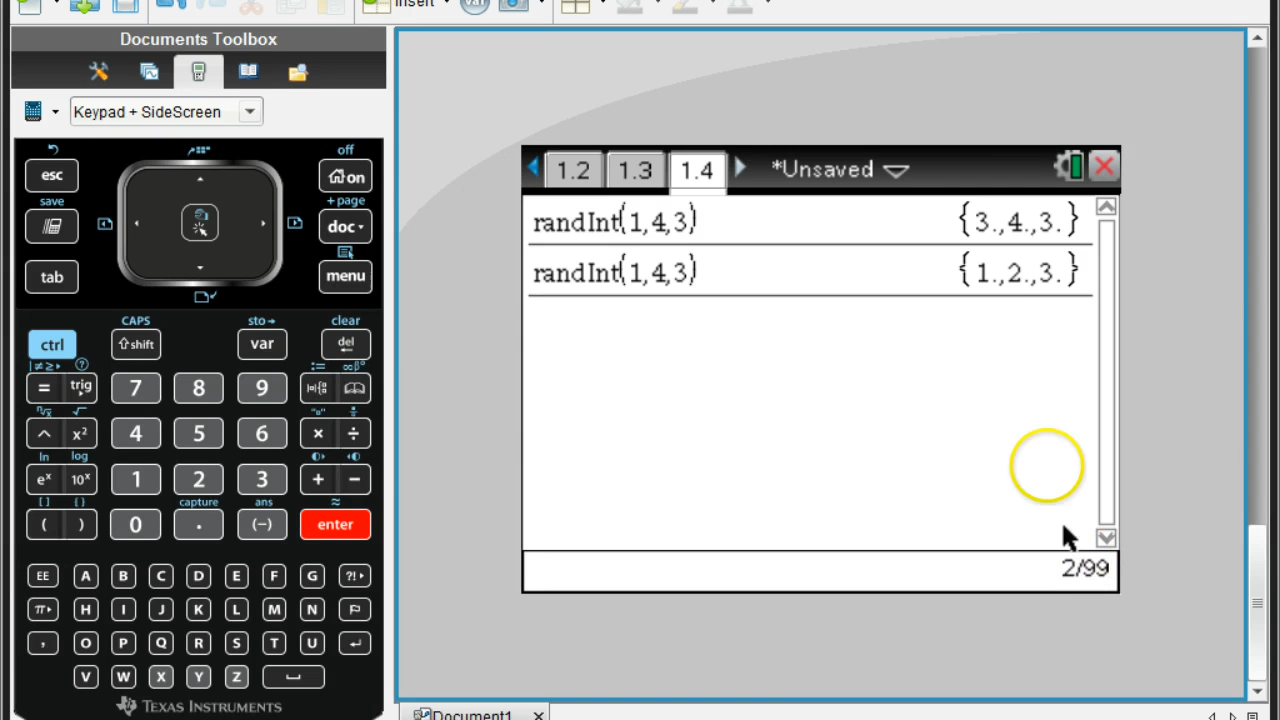 Insert
var
Documents Toolbox
Keypad + SideScreen
esc
off
on
save
+ page
doc
tab
menu
CAPS
sto→
clear
ctrl
⇧shift
var
del
|≠≥▸
:=
∞β°
=
trig
7
8
9
|□|{▯
ⁿ√x
√
"□"
^
x²
4
5
6
×
÷
ln
log
eˣ
10ˣ
1
2
3
+
−
[ ]
{ }
capture
ans
≈
(
)
0
.
(−)
enter
EE
A
B
C
D
E
F
G
?!▸
π▸
H
I
J
K
L
M
N
,
O
P
Q
R
S
T
U
↵
V
W
X
Y
Z
TEXAS INSTRUMENTS
1.2
1.3
1.4
*Unsaved
randInt(1,4,3)
{3.,4.,3.}
randInt(1,4,3)
{1.,2.,3.}
2/99
Document1